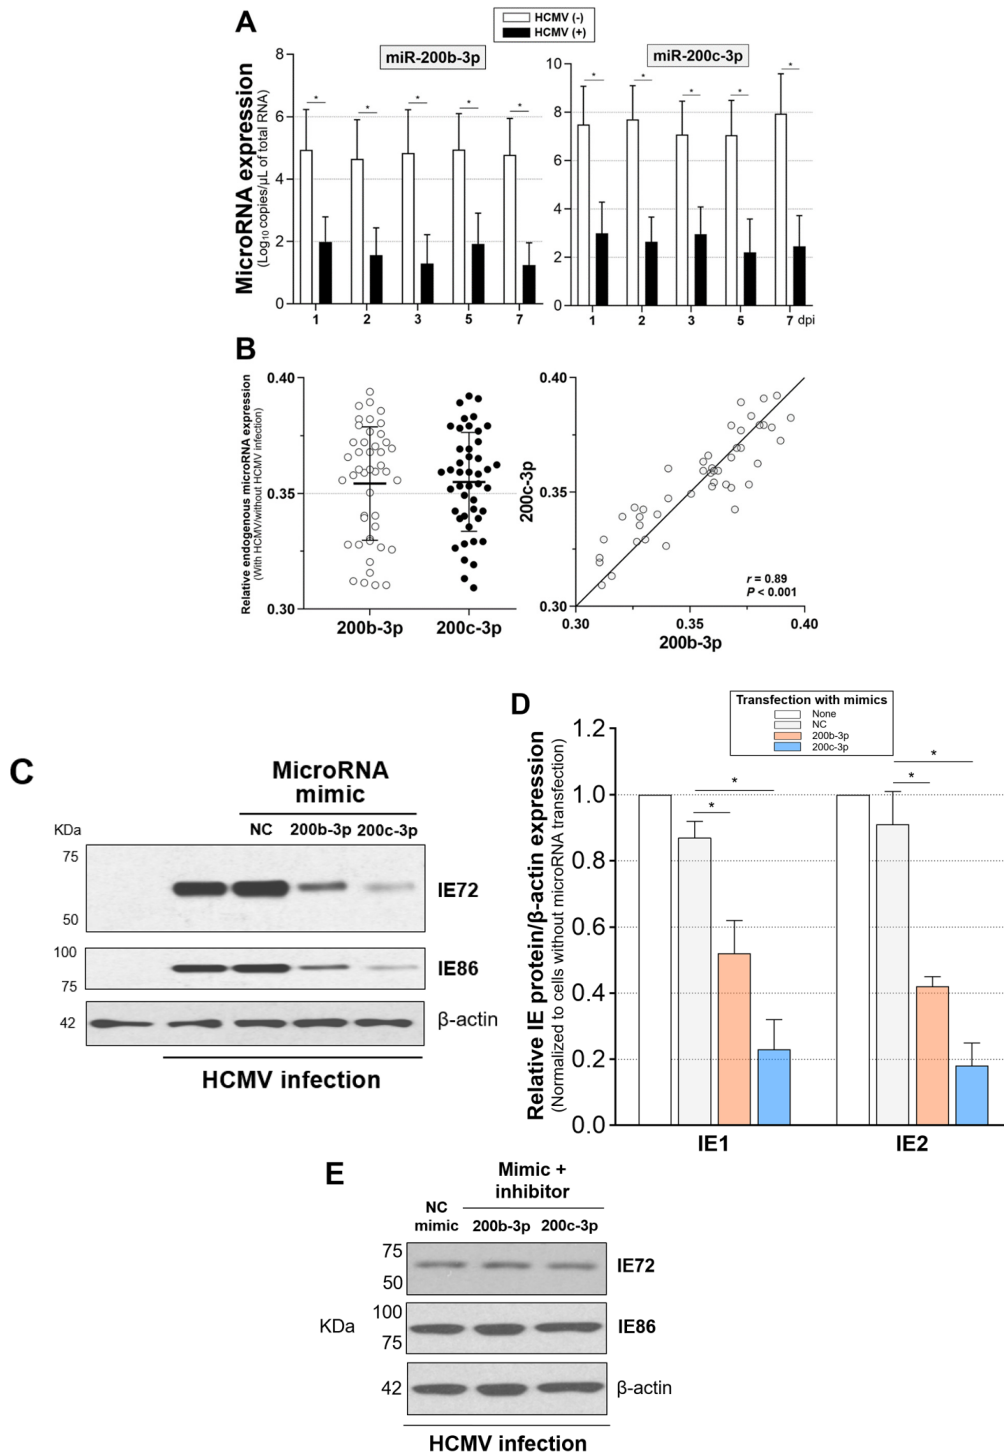 A
HCMV (-)
HCMV (+)
miR-200b-3p
miR-200c-3p
MicroRNA expression
(Log₁₀ copies/µL of total RNA)
8
6
4
2
0
1 2 3 5 7
10
8
6
4
2
0
1 2 3 5 7 dpi
* * * * *
* * * * *
B
Relative endogenous microRNA expression
(With HCMV/without HCMV infection)
0.40
0.35
0.30
200b-3p 200c-3p
200c-3p
0.40
0.35
0.30
r = 0.89
P < 0.001
0.30 0.35 0.40
200b-3p
C
MicroRNA
mimic
KDa
NC 200b-3p 200c-3p
75
50
IE72
100
75
IE86
42
β-actin
HCMV infection
D
Transfection with mimics
None
NC
200b-3p
200c-3p
Relative IE protein/β-actin expression
(Normalized to cells without microRNA transfection)
1.2
1.0
0.8
0.6
0.4
0.2
0.0
* *
* *
IE1 IE2
E
Mimic +
inhibitor
NC
mimic
200b-3p 200c-3p
75
50
IE72
KDa
100
75
IE86
42
β-actin
HCMV infection